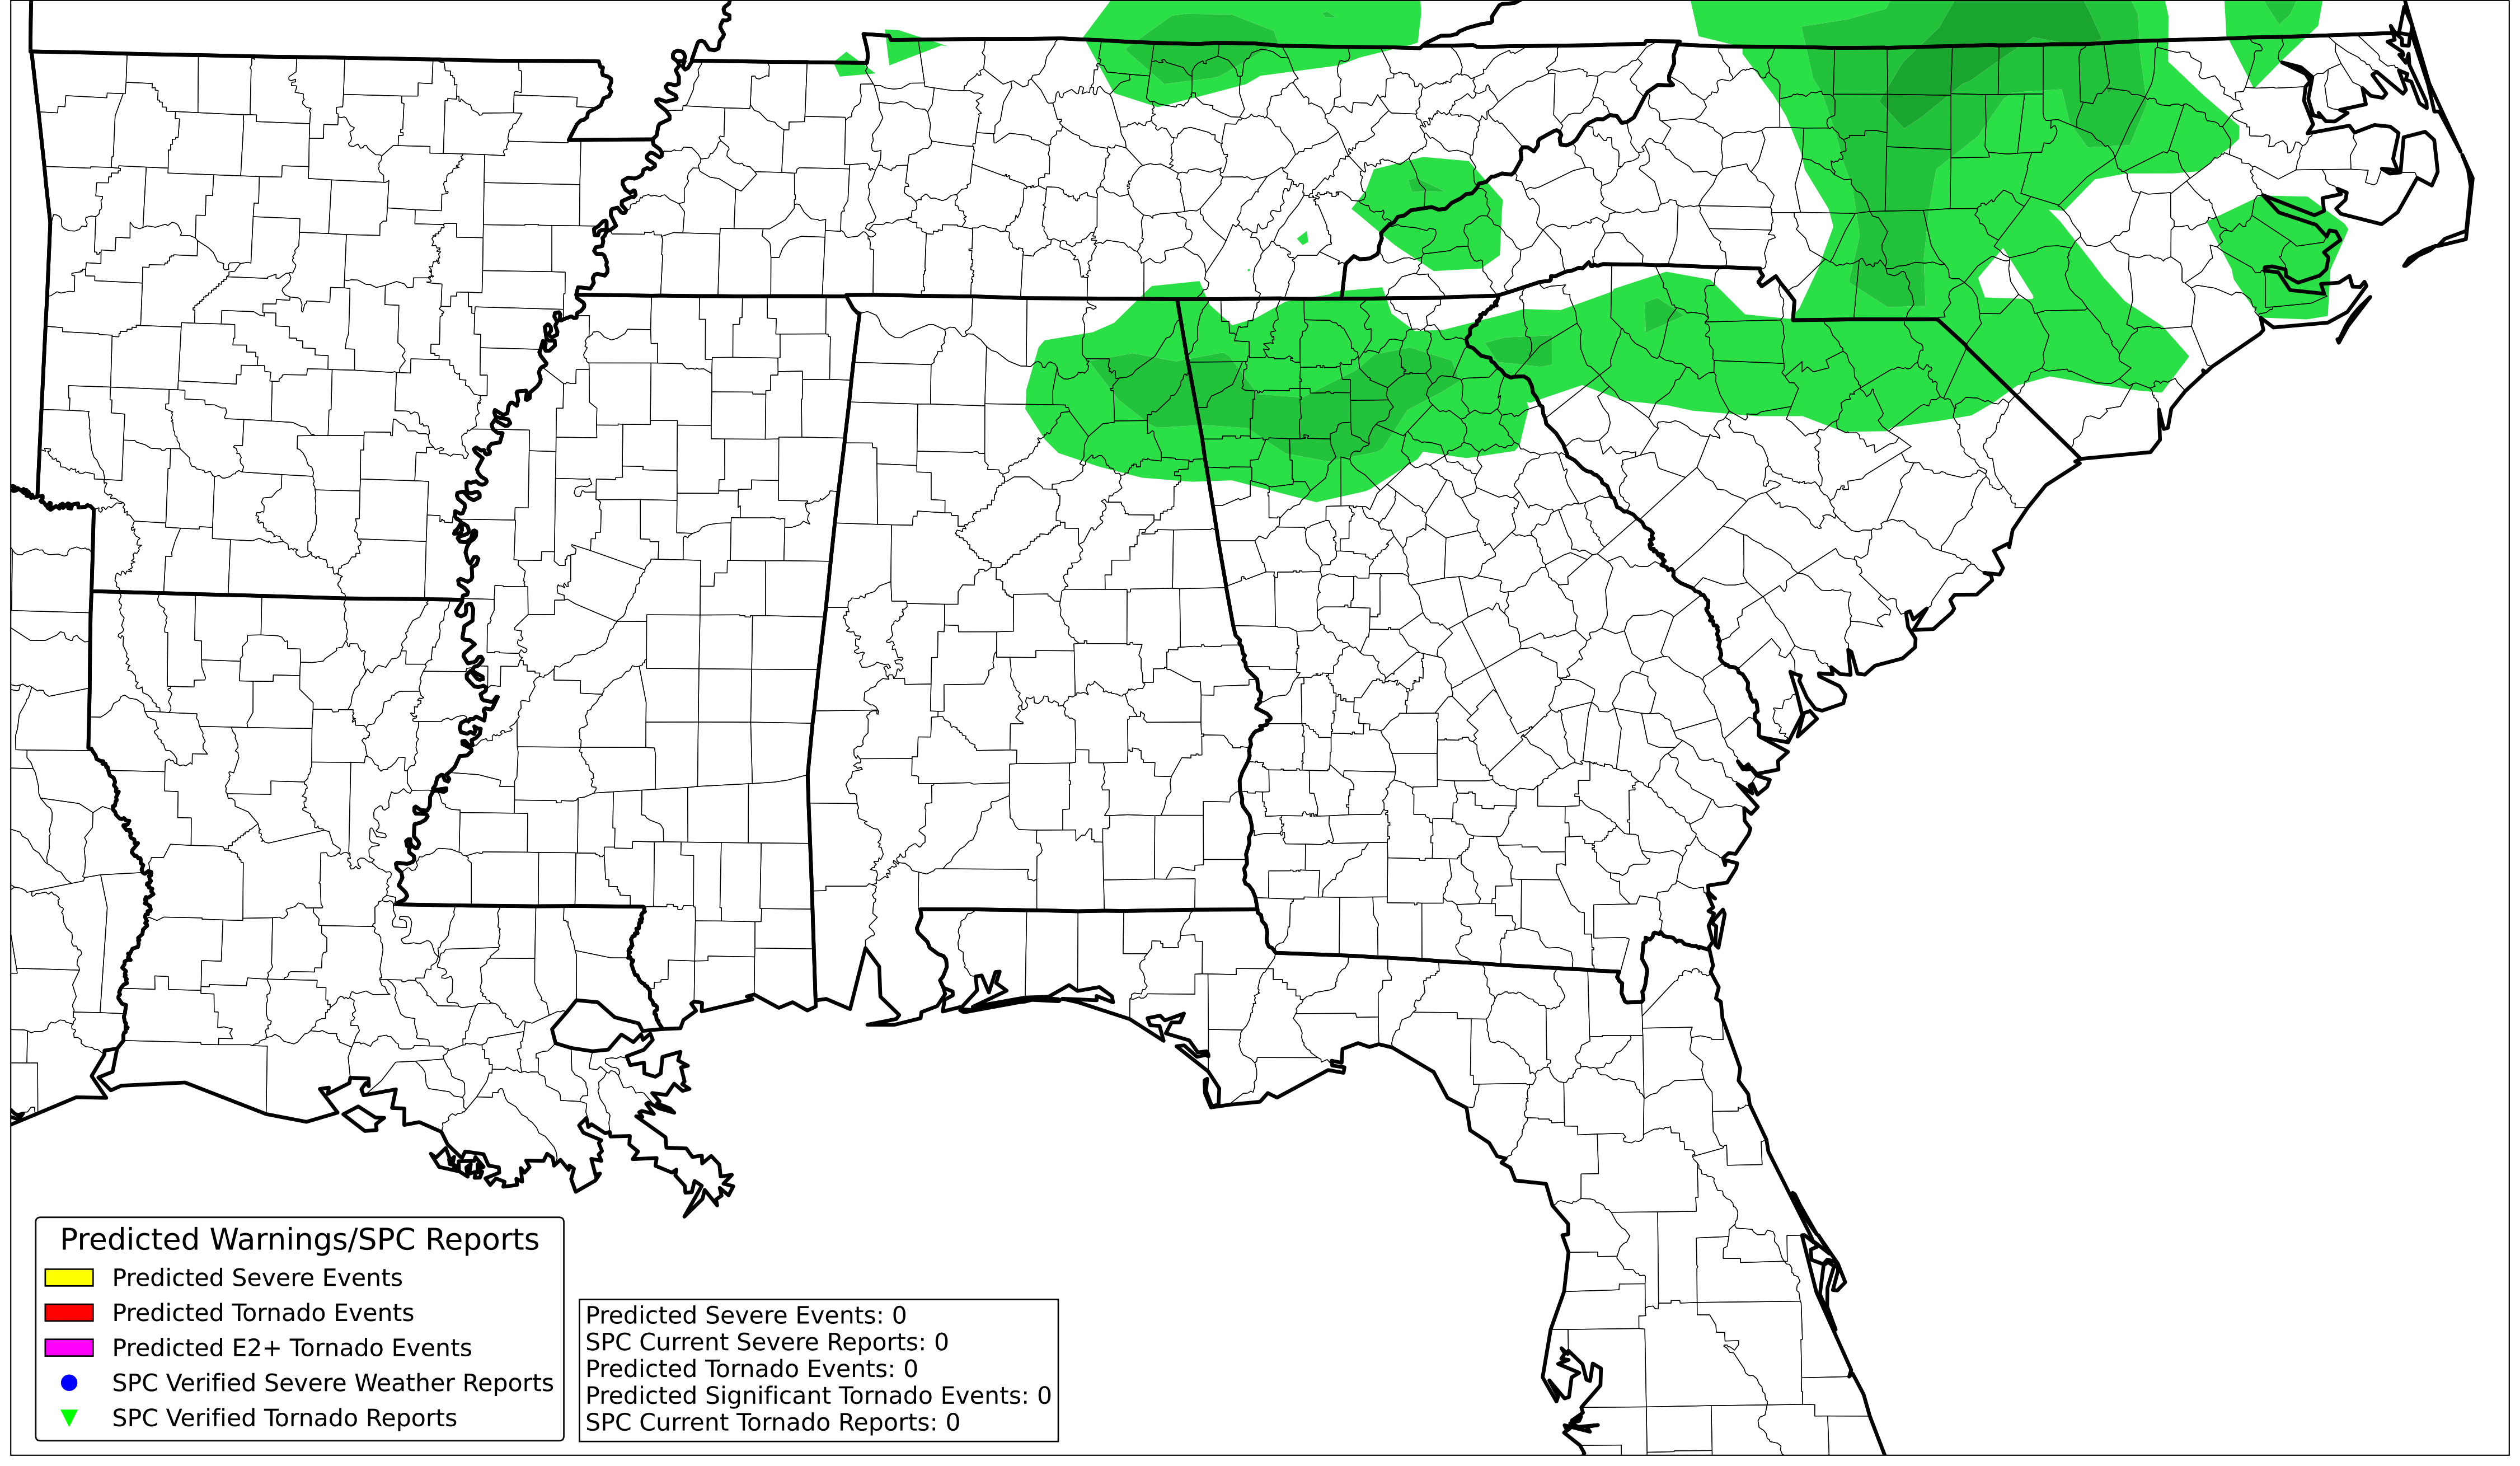 Predicted Warnings/SPC Reports
Predicted Severe Events
Predicted Tornado Events
Predicted E2+ Tornado Events
SPC Verified Severe Weather Reports
SPC Verified Tornado Reports
Predicted Severe Events: 0
SPC Current Severe Reports: 0
Predicted Tornado Events: 0
Predicted Significant Tornado Events: 0
SPC Current Tornado Reports: 0